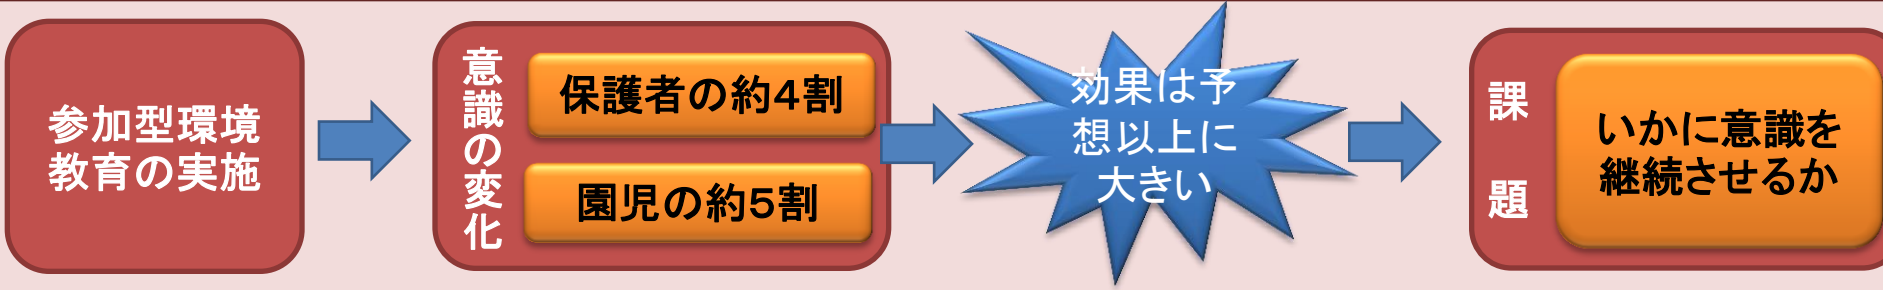 参加型環境
教育の実施
意識の変化
保護者の約４割
園児の約５割
効果は予
想以上に
大きい
課題
いかに意識を
継続させるか